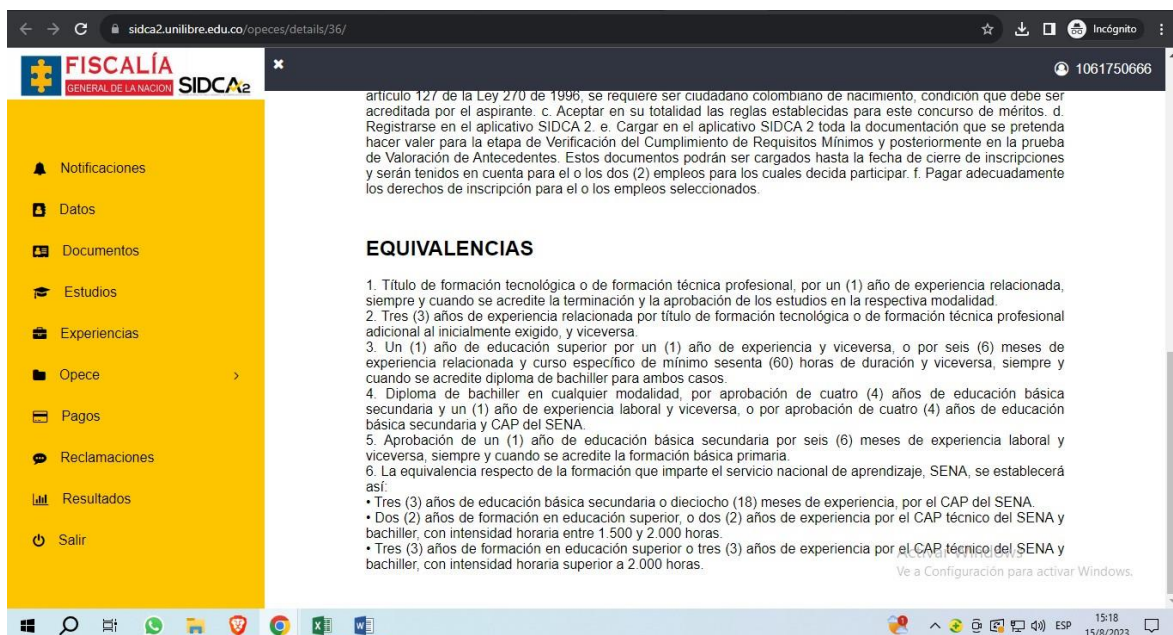 sidca2.unilibre.edu.co/opeces/details/36/
Incógnito
FISCALÍA
GENERAL DE LA NACION
SIDCA2
1061750666
Notificaciones
Datos
Documentos
Estudios
Experiencias
Opece
Pagos
Reclamaciones
Resultados
Salir
artículo 127 de la Ley 270 de 1996, se requiere ser ciudadano colombiano de nacimiento, condición que debe ser
acreditada por el aspirante. c. Aceptar en su totalidad las reglas establecidas para este concurso de méritos. d.
Registrarse en el aplicativo SIDCA 2. e. Cargar en el aplicativo SIDCA 2 toda la documentación que se pretenda
hacer valer para la etapa de Verificación del Cumplimiento de Requisitos Mínimos y posteriormente en la prueba
de Valoración de Antecedentes. Estos documentos podrán ser cargados hasta la fecha de cierre de inscripciones
y serán tenidos en cuenta para el o los dos (2) empleos para los cuales decida participar. f. Pagar adecuadamente
los derechos de inscripción para el o los empleos seleccionados.
EQUIVALENCIAS
1. Título de formación tecnológica o de formación técnica profesional, por un (1) año de experiencia relacionada,
siempre y cuando se acredite la terminación y la aprobación de los estudios en la respectiva modalidad.
2. Tres (3) años de experiencia relacionada por título de formación tecnológica o de formación técnica profesional
adicional al inicialmente exigido, y viceversa.
3. Un (1) año de educación superior por un (1) año de experiencia y viceversa, o por seis (6) meses de
experiencia relacionada y curso específico de mínimo sesenta (60) horas de duración y viceversa, siempre y
cuando se acredite diploma de bachiller para ambos casos.
4. Diploma de bachiller en cualquier modalidad, por aprobación de cuatro (4) años de educación básica
secundaria y un (1) año de experiencia laboral y viceversa, o por aprobación de cuatro (4) años de educación
básica secundaria y CAP del SENA.
5. Aprobación de un (1) año de educación básica secundaria por seis (6) meses de experiencia laboral y
viceversa, siempre y cuando se acredite la formación básica primaria.
6. La equivalencia respecto de la formación que imparte el servicio nacional de aprendizaje, SENA, se establecerá
así:
• Tres (3) años de educación básica secundaria o dieciocho (18) meses de experiencia, por el CAP del SENA.
• Dos (2) años de formación en educación superior, o dos (2) años de experiencia por el CAP técnico del SENA y
bachiller, con intensidad horaria entre 1.500 y 2.000 horas.
• Tres (3) años de formación en educación superior o tres (3) años de experiencia por el CAP técnico del SENA y
bachiller, con intensidad horaria superior a 2.000 horas.
Activar Windows
Ve a Configuración para activar Windows.
ESP
15:18
15/8/2023